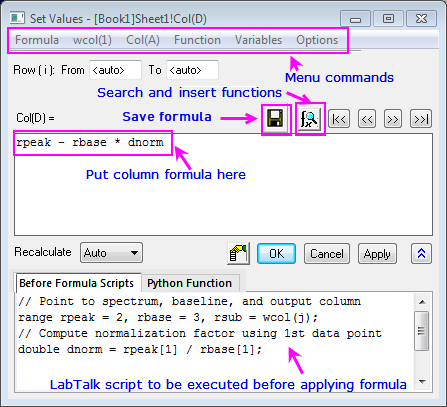 Set Values - [Book1]Sheet1!Col(D)
Formula wcol(1) Col(A) Function Variables Options
Row (i): From <auto> To <auto>
Menu commands
Search and insert functions
Save formula
Col(D) =
rpeak - rbase * dnorm
Put column formula here
Recalculate Auto OK Cancel Apply
Before Formula Scripts Python Function
// Point to spectrum, baseline, and output column
range rpeak = 2, rbase = 3, rsub = wcol(j);
// Compute normalization factor using 1st data point
double dnorm = rpeak[1] / rbase[1];
LabTalk script to be executed before applying formula